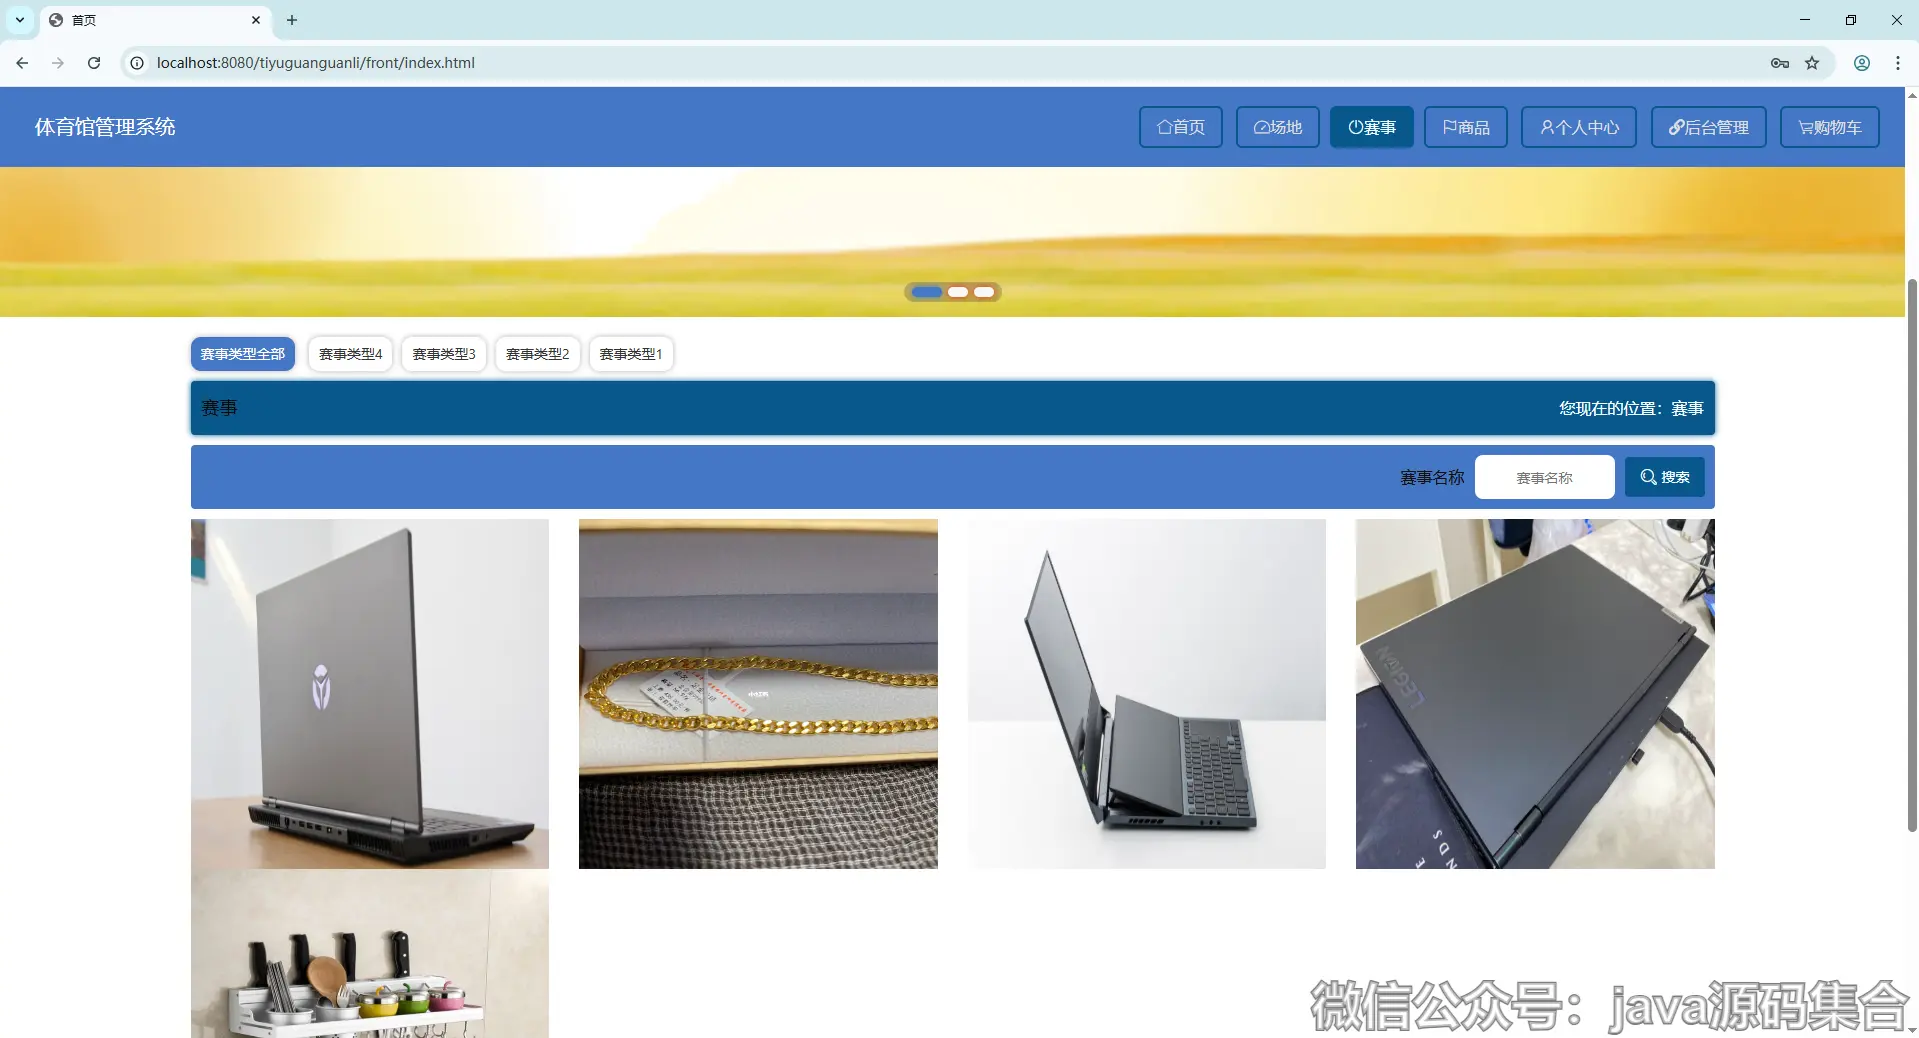 首页
localhost:8080/tiyuguanguanli/front/index.html
体育馆管理系统
首页
场地
赛事
商品
个人中心
后台管理
购物车
赛事类型全部
赛事类型4
赛事类型3
赛事类型2
赛事类型1
赛事
您现在的位置：赛事
赛事名称
赛事名称
搜索
LEGION
微信公众号：java源码集合